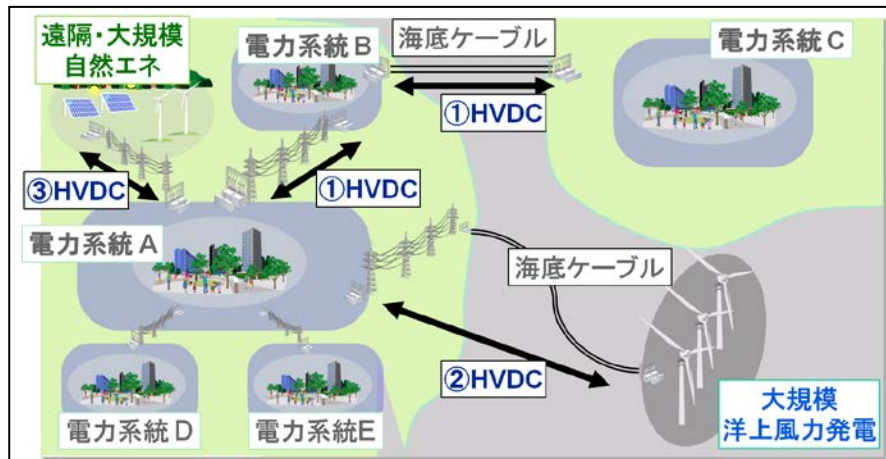 遠隔・大規模
自然エネ
電力系統B
海底ケーブル
電力系統C
①HVDC
③HVDC
①HVDC
電力系統A
海底ケーブル
②HVDC
電力系統D
電力系統E
大規模
洋上風力発電